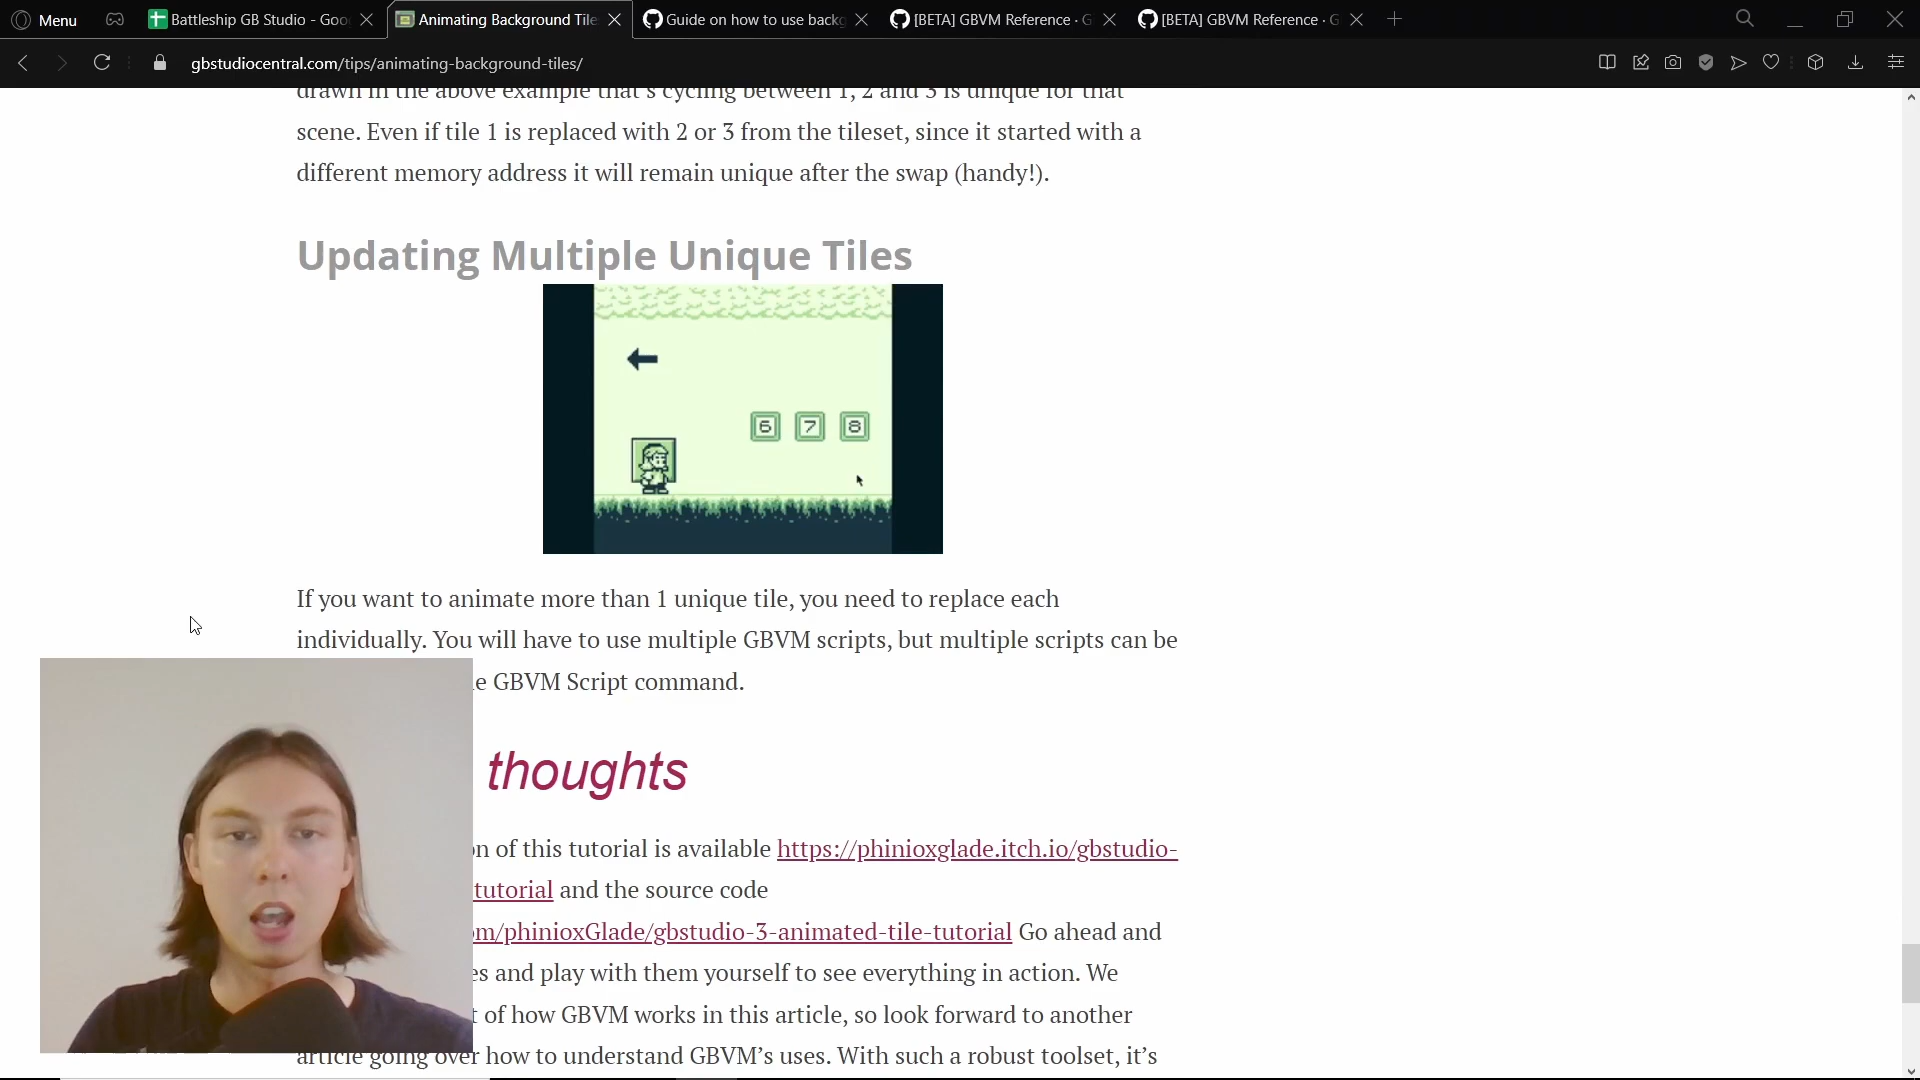 Menu
Battleship GB Studio - Goo
Animating Background Tile
Guide on how to use backg
[BETA] GBVM Reference · G
[BETA] GBVM Reference · G
gbstudiocentral.com/tips/animating-background-tiles/
drawn in the above example that's cycling between 1, 2 and 3 is unique for that
scene. Even if tile 1 is replaced with 2 or 3 from the tileset, since it started with a
different memory address it will remain unique after the swap (handy!).
Updating Multiple Unique Tiles
6 7 8
If you want to animate more than 1 unique tile, you need to replace each
individually. You will have to use multiple GBVM scripts, but multiple scripts can be
e GBVM Script command.
thoughts
on of this tutorial is available https://phinioxglade.itch.io/gbstudio-
tutorial and the source code
om/phinioxGlade/gbstudio-3-animated-tile-tutorial Go ahead and
es and play with them yourself to see everything in action. We
t of how GBVM works in this article, so look forward to another
article going over how to understand GBVM's uses. With such a robust toolset, it's